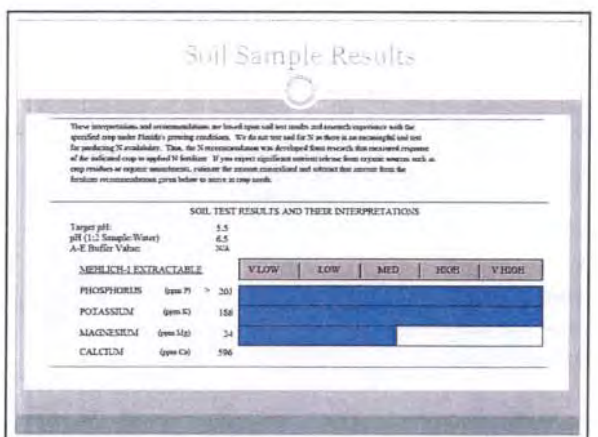 Soil Sample Results
These interpretations and recommendations are based upon soil test results and research experience with the
specified crop under Florida's growing conditions. We do not test soil for N as there is no meaningful soil test
for predicting N availability. Thus, the N recommendation was developed from research that measured response
of the indicated crop to applied N fertilizer. If you expect significant nutrient release from organic sources such as
crop residues or organic amendments, estimate the amount mineralized and subtract that amount from the
fertilizer recommendations given below to arrive at crop needs.
SOIL TEST RESULTS AND THEIR INTERPRETATIONS
Target pH: 5.5
pH (1:2 Sample:Water) 6.5
A-E Buffer Value: N/A
MEHLICH-1 EXTRACTABLE V LOW LOW MED HIGH V HIGH
PHOSPHORUS (ppm P) >
POTASSIUM (ppm K)
MAGNESIUM (ppm Mg)
CALCIUM (ppm Ca) 596